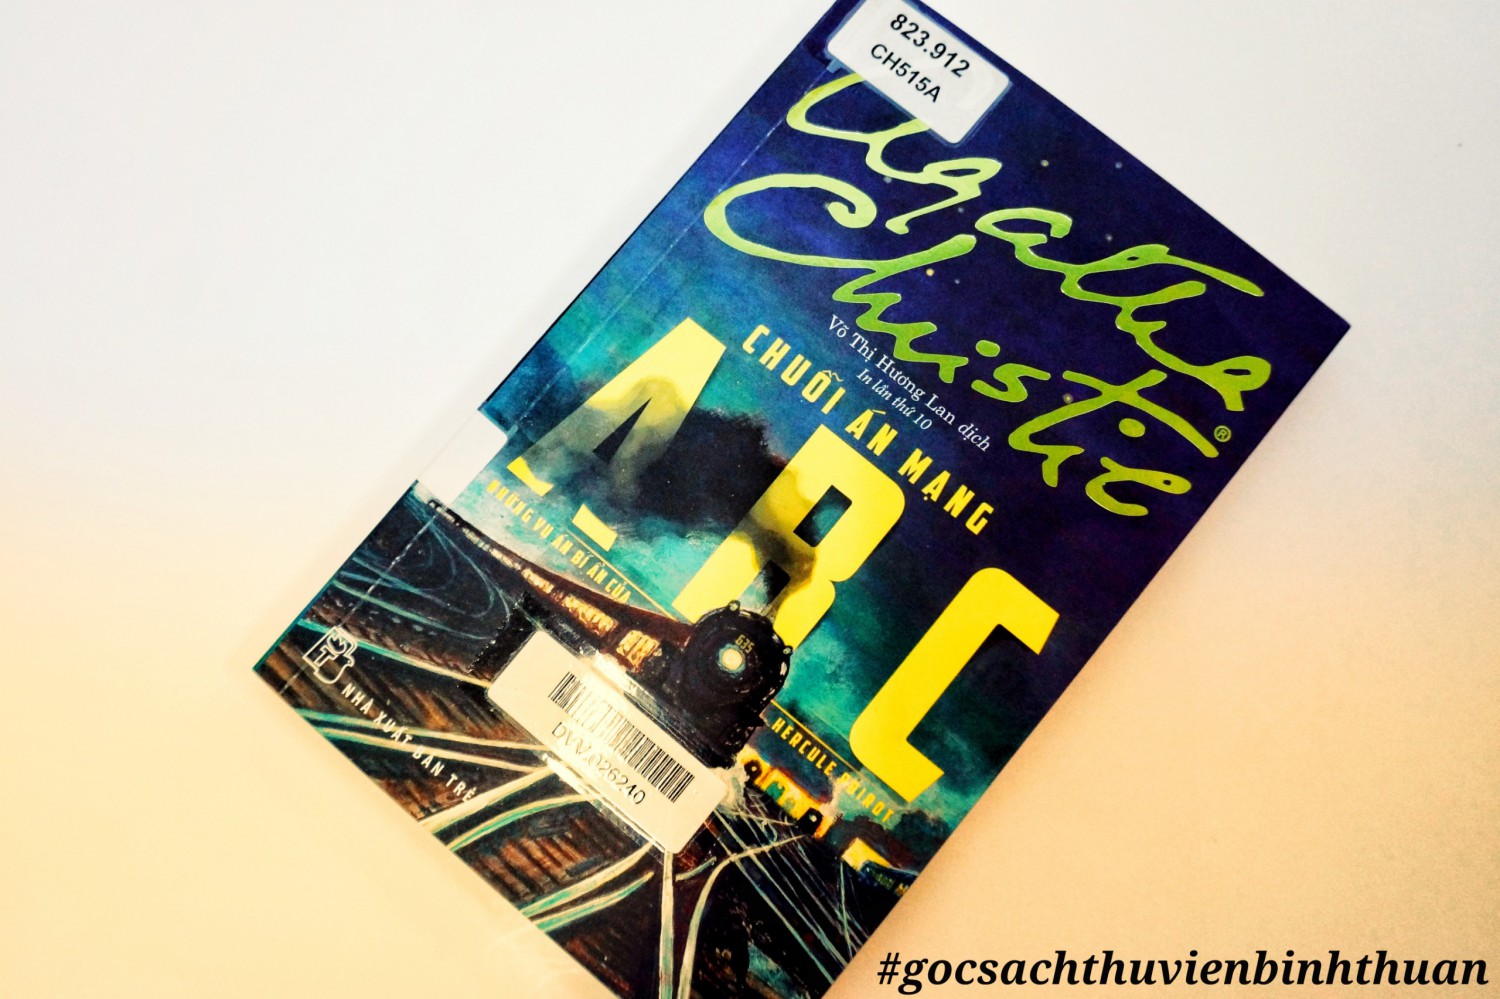 823.912
CH515A
Agatha
Christie
®
Võ Thị Hương Lan dịch
In lần thứ 10
CHUỖI ÁN MẠNG
ABC
NHỮNG VỤ ÁN BÍ ẨN CỦA
HERCULE POIROT
635
DVV.026240
NHÀ XUẤT BẢN TRẺ
#gocsachthuvienbinhthuan